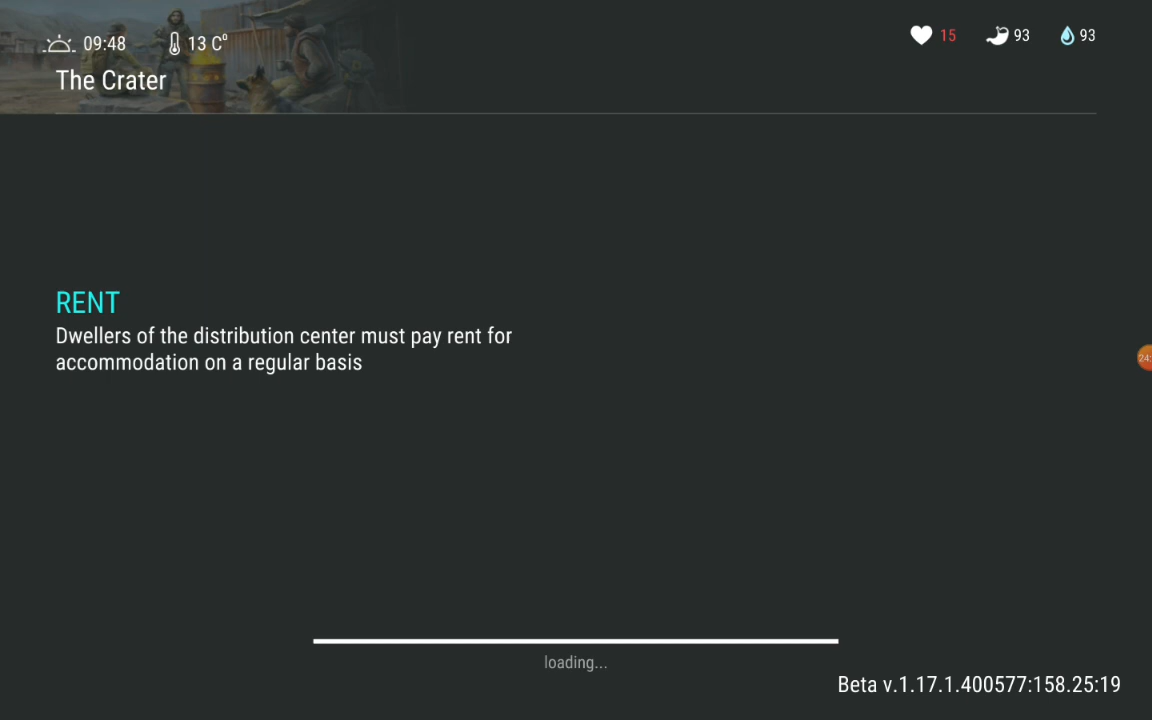 09:48 13 C° 15 93 93
The Crater
RENT
Dwellers of the distribution center must pay rent for
accommodation on a regular basis
24:
loading...
Beta v.1.17.1.400577:158.25:19